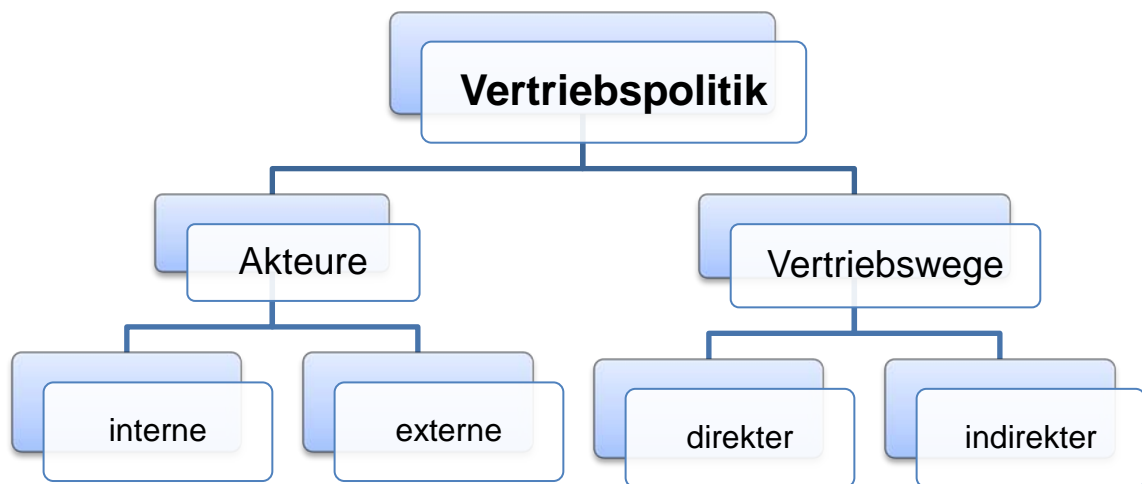 Vertriebspolitik
Akteure
Vertriebswege
interne
externe
direkter
indirekter